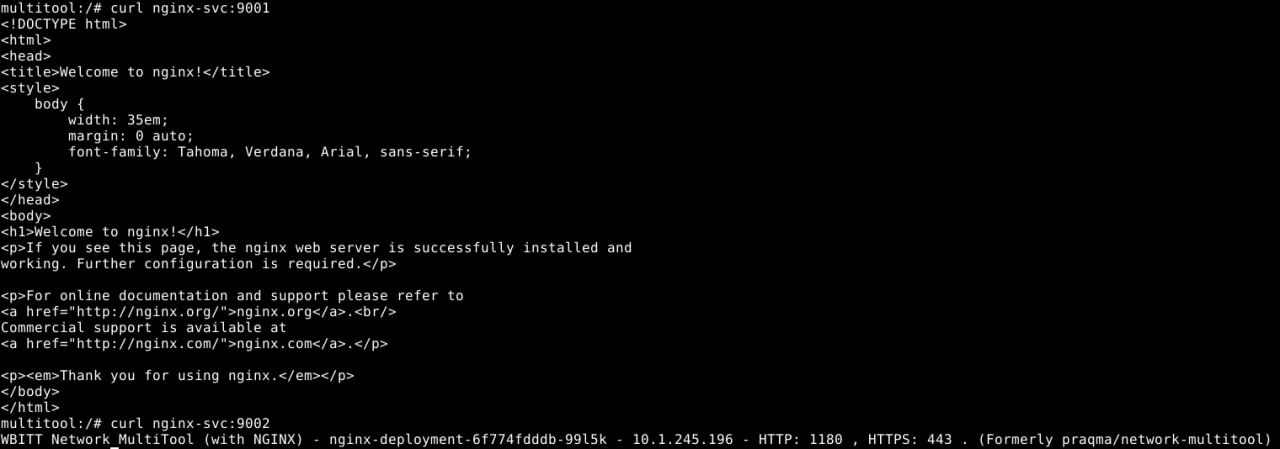 multitool:/# curl nginx-svc:9001
<!DOCTYPE html>
<html>
<head>
<title>Welcome to nginx!</title>
<style>
    body {
        width: 35em;
        margin: 0 auto;
        font-family: Tahoma, Verdana, Arial, sans-serif;
    }
</style>
</head>
<body>
<h1>Welcome to nginx!</h1>
<p>If you see this page, the nginx web server is successfully installed and
working. Further configuration is required.</p>

<p>For online documentation and support please refer to
<a href="http://nginx.org/">nginx.org</a>.<br/>
Commercial support is available at
<a href="http://nginx.com/">nginx.com</a>.</p>

<p><em>Thank you for using nginx.</em></p>
</body>
</html>
multitool:/# curl nginx-svc:9002
WBITT Network MultiTool (with NGINX) - nginx-deployment-6f774fdddb-99l5k - 10.1.245.196 - HTTP: 1180 , HTTPS: 443 . (Formerly praqma/network-multitool)